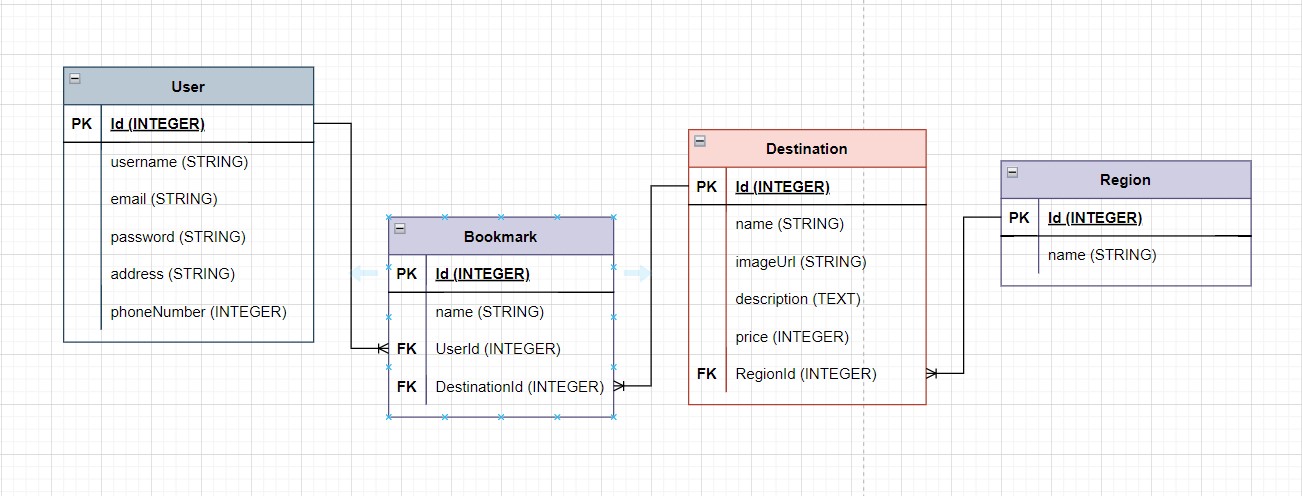 User
PK Id (INTEGER)
username (STRING)
email (STRING)
password (STRING)
address (STRING)
phoneNumber (INTEGER)
Bookmark
PK Id (INTEGER)
name (STRING)
FK UserId (INTEGER)
FK DestinationId (INTEGER)
Destination
PK Id (INTEGER)
name (STRING)
imageUrl (STRING)
description (TEXT)
price (INTEGER)
FK RegionId (INTEGER)
Region
PK Id (INTEGER)
name (STRING)